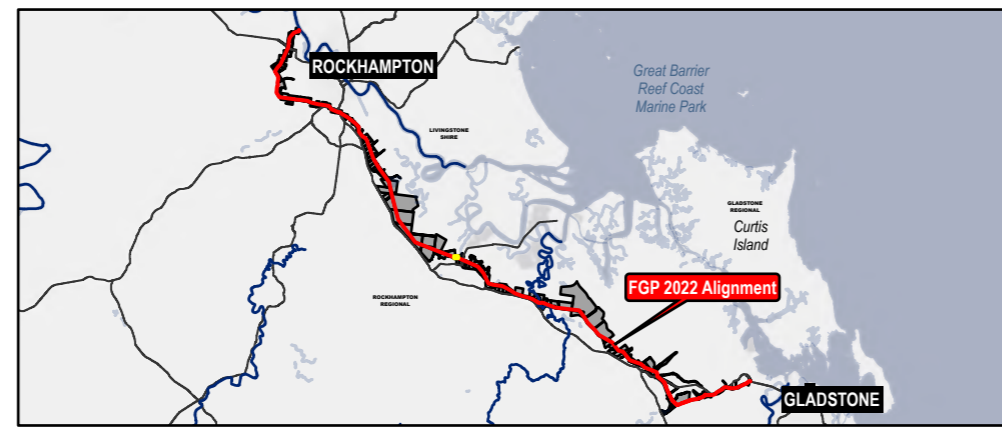 ROCKHAMPTON
Great Barrier
Reef Coast
Marine Park
LIVINGSTONE
SHIRE
GLADSTONE
REGIONAL
Curtis
Island
FGP 2022 Alignment
ROCKHAMPTON
REGIONAL
GLADSTONE